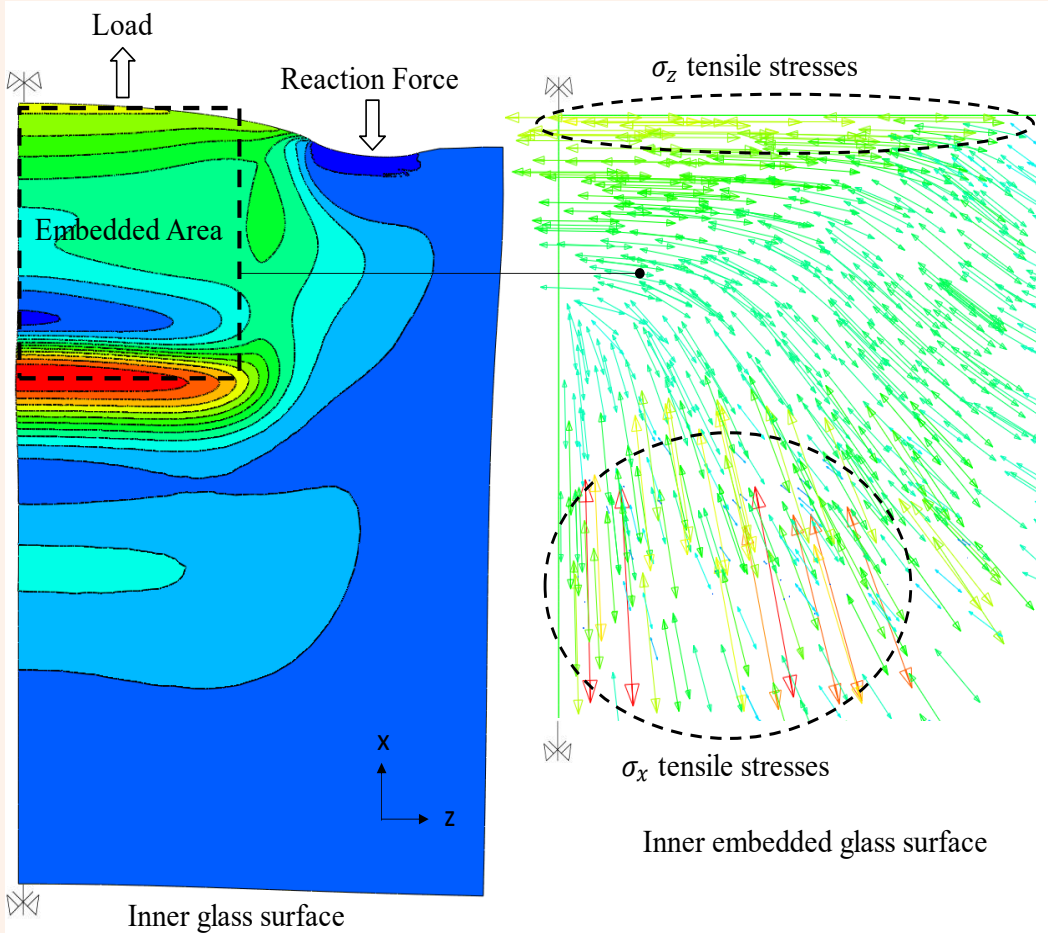 Load
Reaction Force
σz tensile stresses
Embedded Area
X
Z
σx tensile stresses
Inner embedded glass surface
Inner glass surface